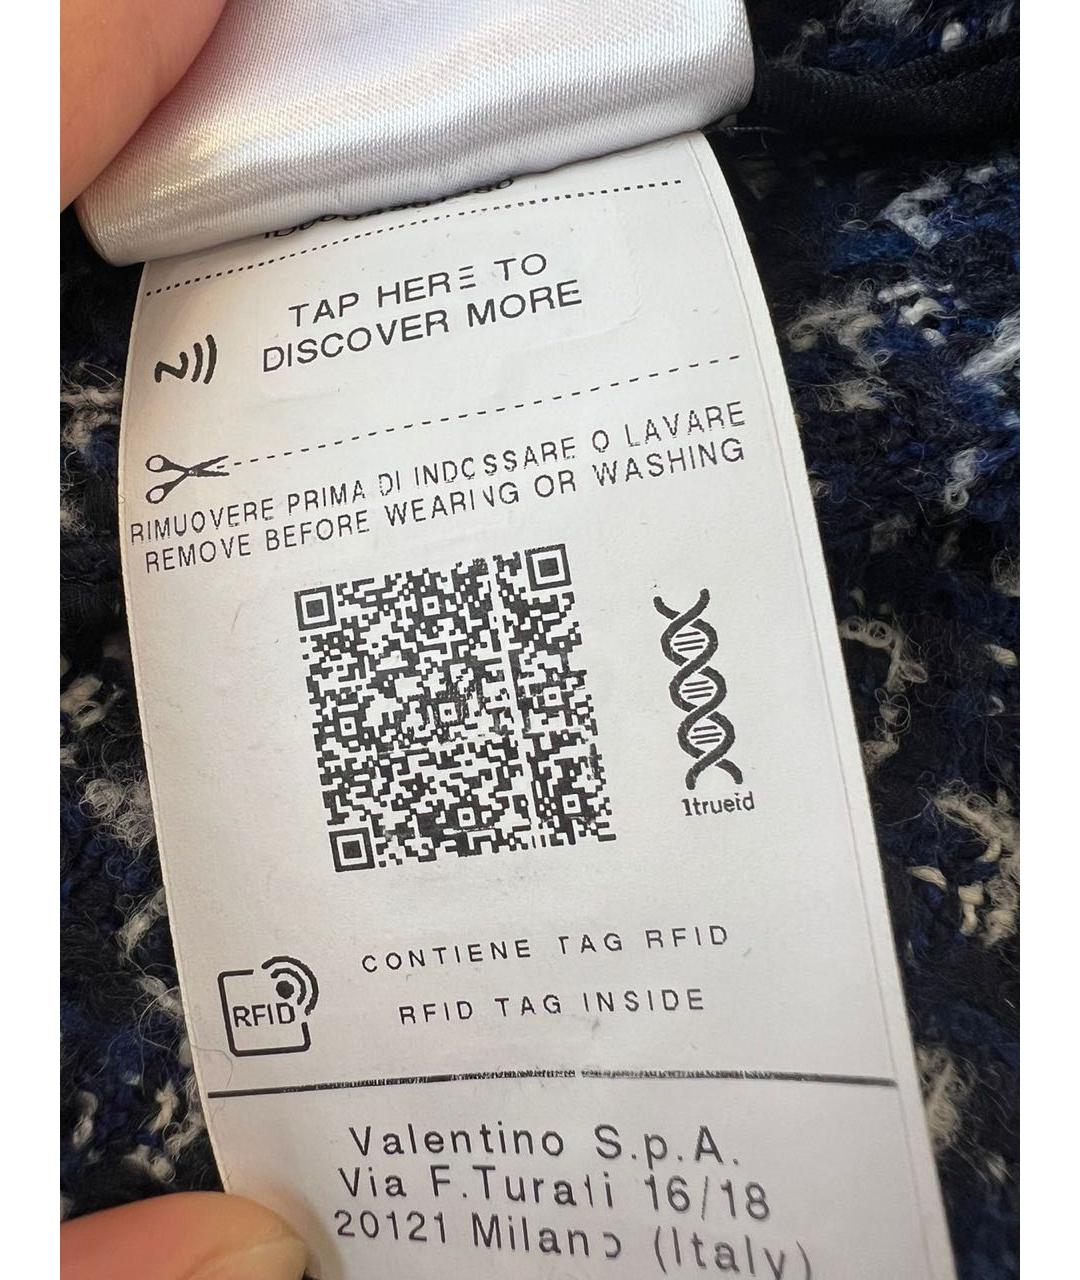 TAP HERE TO
DISCOVER MORE
RIMUOVERE PRIMA DI INDOSSARE O LAVARE
REMOVE BEFORE WEARING OR WASHING
1trueid
CONTIENE TAG RFID
RFID
RFID TAG INSIDE
Valentino S.p.A.
Via F.Turati 16/18
20121 Milano (Italy)